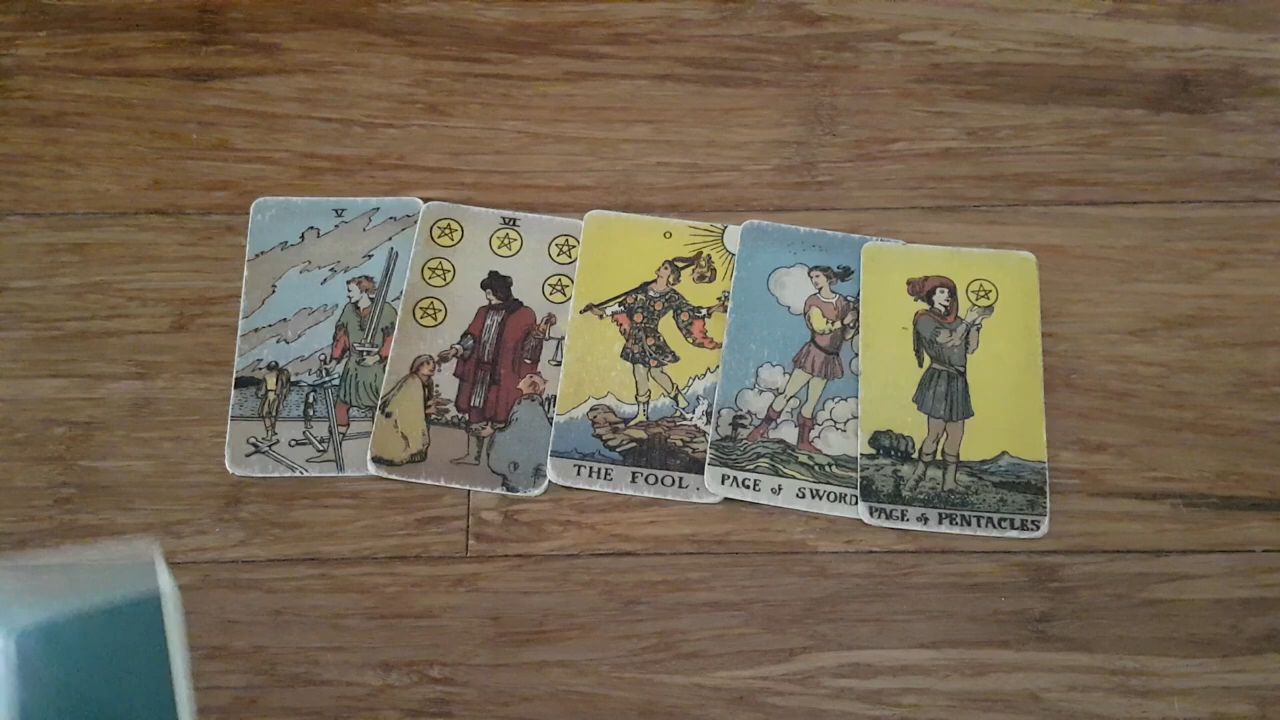 V
VI
0
THE FOOL.
PAGE of SWORD
PAGE of PENTACLES